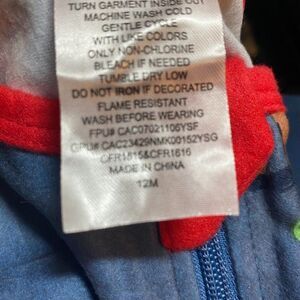 TURN GARMENT INSIDE OUT
MACHINE WASH COLD
GENTLE CYCLE
WITH LIKE COLORS
ONLY NON-CHLORINE
BLEACH IF NEEDED
TUMBLE DRY LOW
DO NOT IRON IF DECORATED
FLAME RESISTANT
WASH BEFORE WEARING
FPU# CAC07021106YSF
GPU# CAC23429NMK00152YSG
CFR1615&CFR1616
MADE IN CHINA
12M